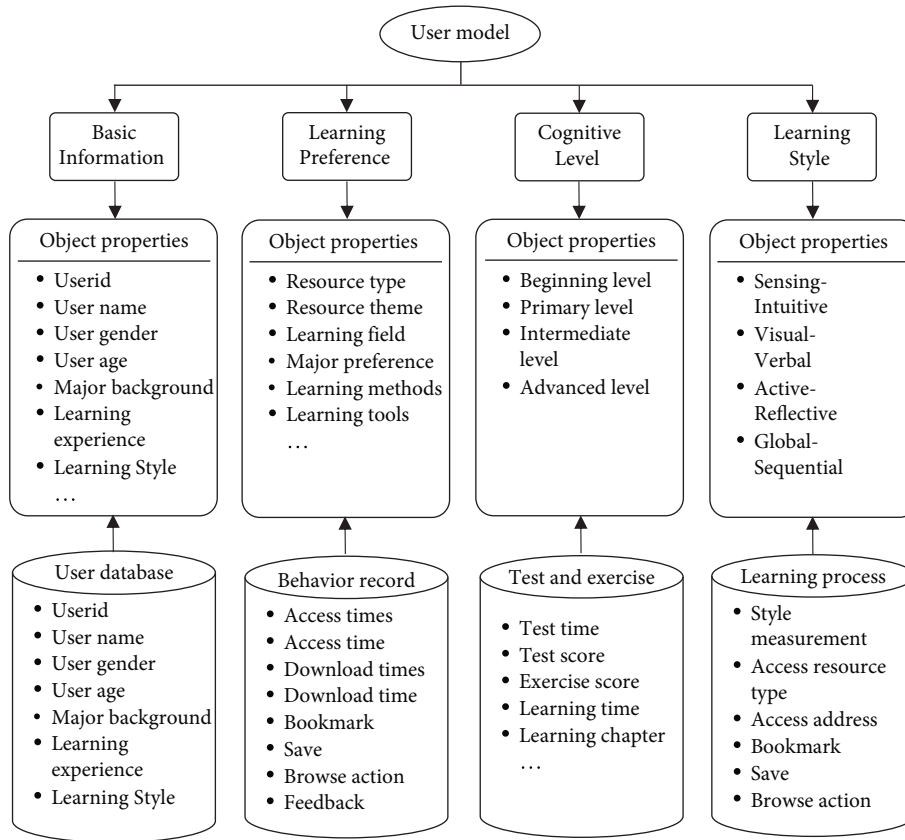 User model
Basic
Information
Learning
Preference
Cognitive
Level
Learning
Style
Object properties
• Userid
• User name
• User gender
• User age
• Major background
• Learning
experience
• Learning Style
…
Object properties
• Resource type
• Resource theme
• Learning field
• Major preference
• Learning methods
• Learning tools
…
Object properties
• Beginning level
• Primary level
• Intermediate
level
• Advanced level
Object properties
• Sensing-
Intuitive
• Visual-
Verbal
• Active-
Reflective
• Global-
Sequential
User database
• Userid
• User name
• User gender
• User age
• Major background
• Learning
experience
• Learning Style
Behavior record
• Access times
• Access time
• Download times
• Download time
• Bookmark
• Save
• Browse action
• Feedback
Test and exercise
• Test time
• Test score
• Exercise score
• Learning time
• Learning chapter
…
Learning process
• Style
measurement
• Access resource
type
• Access address
• Bookmark
• Save
• Browse action